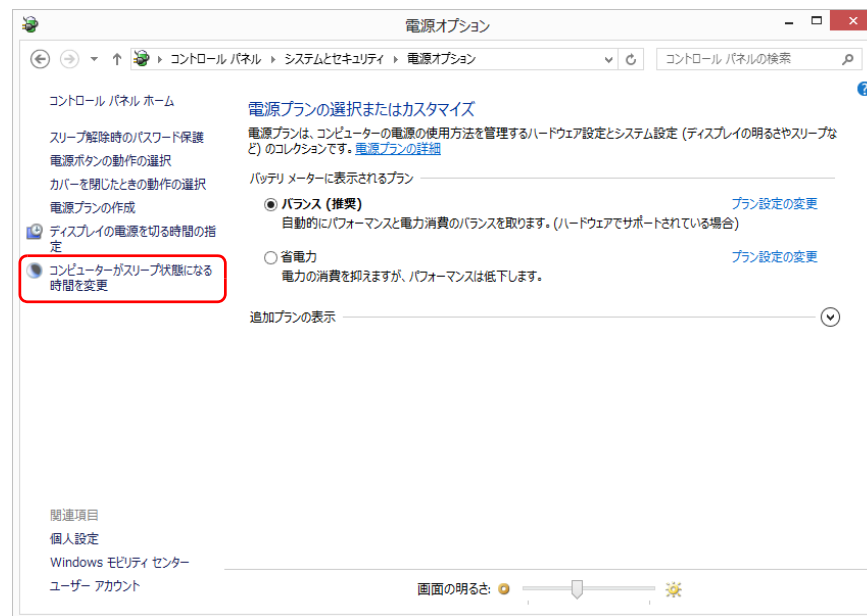 電源オプション
コントロール パネル システムとセキュリティ 電源オプション
コントロール パネルの検索
コントロール パネル ホーム
スリープ解除時のパスワード保護
電源ボタンの動作の選択
カバーを閉じたときの動作の選択
電源プランの作成
ディスプレイの電源を切る時間の指
定
コンピューターがスリープ状態になる
時間を変更
電源プランの選択またはカスタマイズ
電源プランは、コンピューターの電源の使用方法を管理するハードウェア設定とシステム設定 (ディスプレイの明るさやスリープな
ど) のコレクションです。電源プランの詳細
バッテリ メーターに表示されるプラン
バランス (推奨) プラン設定の変更
自動的にパフォーマンスと電力消費のバランスを取ります。(ハードウェアでサポートされている場合)
省電力 プラン設定の変更
電力の消費を抑えますが、パフォーマンスは低下します。
追加プランの表示
関連項目
個人設定
Windows モビリティ センター
ユーザー アカウント
画面の明るさ: